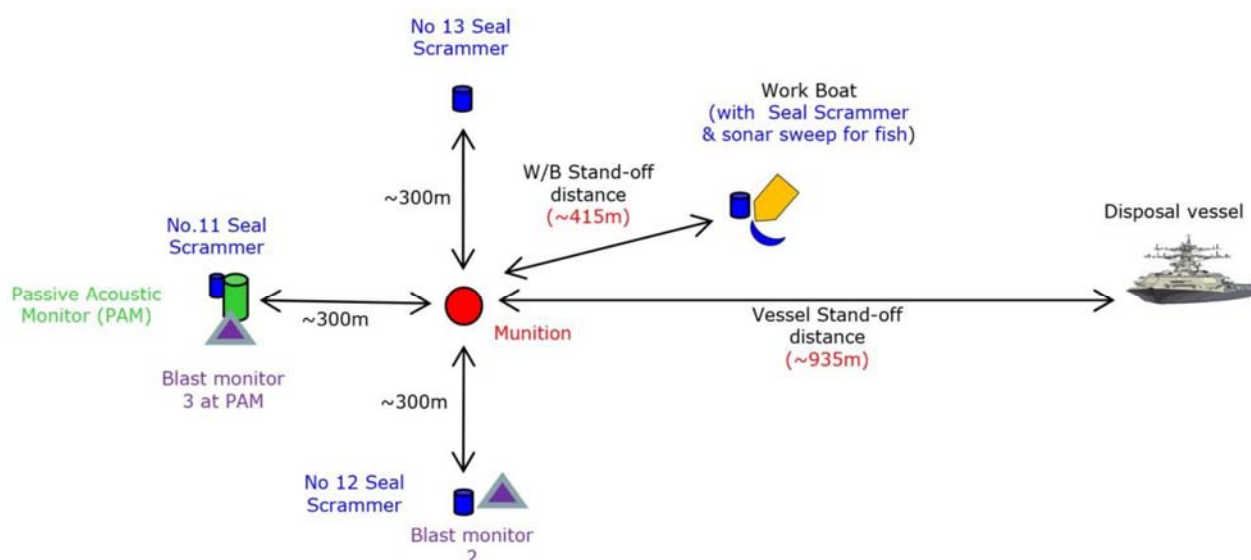 No 13 Seal
Scrammer
Work Boat
(with  Seal Scrammer
& sonar sweep for fish)
W/B Stand-off
distance
(~415m)
~300m
Disposal vessel
No.11 Seal
Scrammer
Passive Acoustic
Monitor (PAM)
~300m
Munition
Vessel Stand-off
distance
(~935m)
Blast monitor
3 at PAM
~300m
No 12 Seal
Scrammer
Blast monitor
2